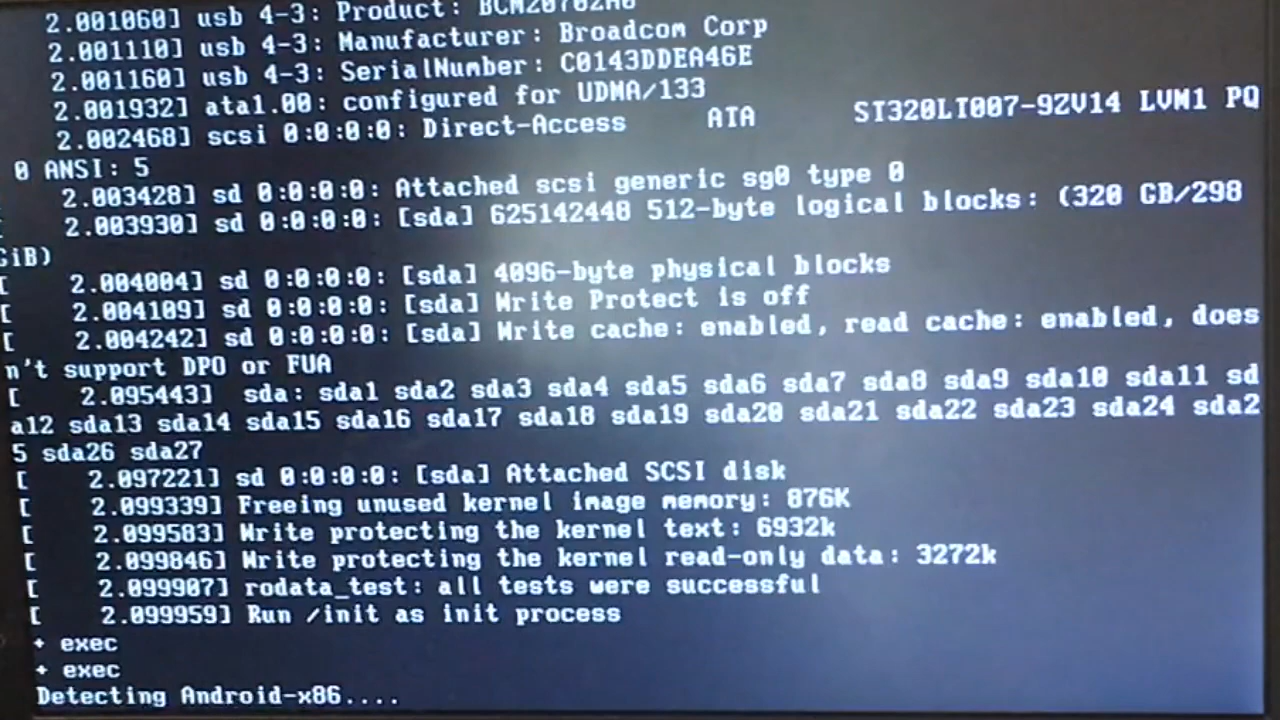 2.001060] usb 4-3: Product: BCM20702A0
2.001110] usb 4-3: Manufacturer: Broadcom Corp
2.001160] usb 4-3: SerialNumber: C0143DDEA46E
2.001932] ata1.00: configured for UDMA/133
2.002468] scsi 0:0:0:0: Direct-Access ATA ST320LT007-9ZV14 LVM1 PQ
0 ANSI: 5
2.003428] sd 0:0:0:0: Attached scsi generic sg0 type 0
[ 2.003930] sd 0:0:0:0: [sda] 625142448 512-byte logical blocks: (320 GB/298
GiB)
[ 2.004004] sd 0:0:0:0: [sda] 4096-byte physical blocks
[ 2.004109] sd 0:0:0:0: [sda] Write Protect is off
[ 2.004242] sd 0:0:0:0: [sda] Write cache: enabled, read cache: enabled, does
n't support DPO or FUA
[ 2.095443] sda: sda1 sda2 sda3 sda4 sda5 sda6 sda7 sda8 sda9 sda10 sda11 sd
a12 sda13 sda14 sda15 sda16 sda17 sda18 sda19 sda20 sda21 sda22 sda23 sda24 sda2
5 sda26 sda27
[ 2.097221] sd 0:0:0:0: [sda] Attached SCSI disk
[ 2.099339] Freeing unused kernel image memory: 876K
[ 2.099583] Write protecting the kernel text: 6932k
[ 2.099846] Write protecting the kernel read-only data: 3272k
[ 2.099907] rodata_test: all tests were successful
[ 2.099959] Run /init as init process
+ exec
+ exec
Detecting Android-x86....